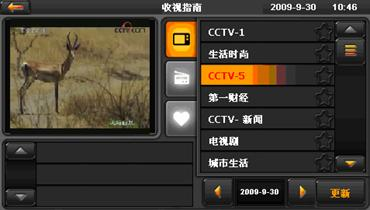 收视指南
2009-9-30
10:46
CCTV-1
生活时尚
CCTV-5
第一财经
CCTV- 新闻
电视剧
城市生活
2009-9-30
更新